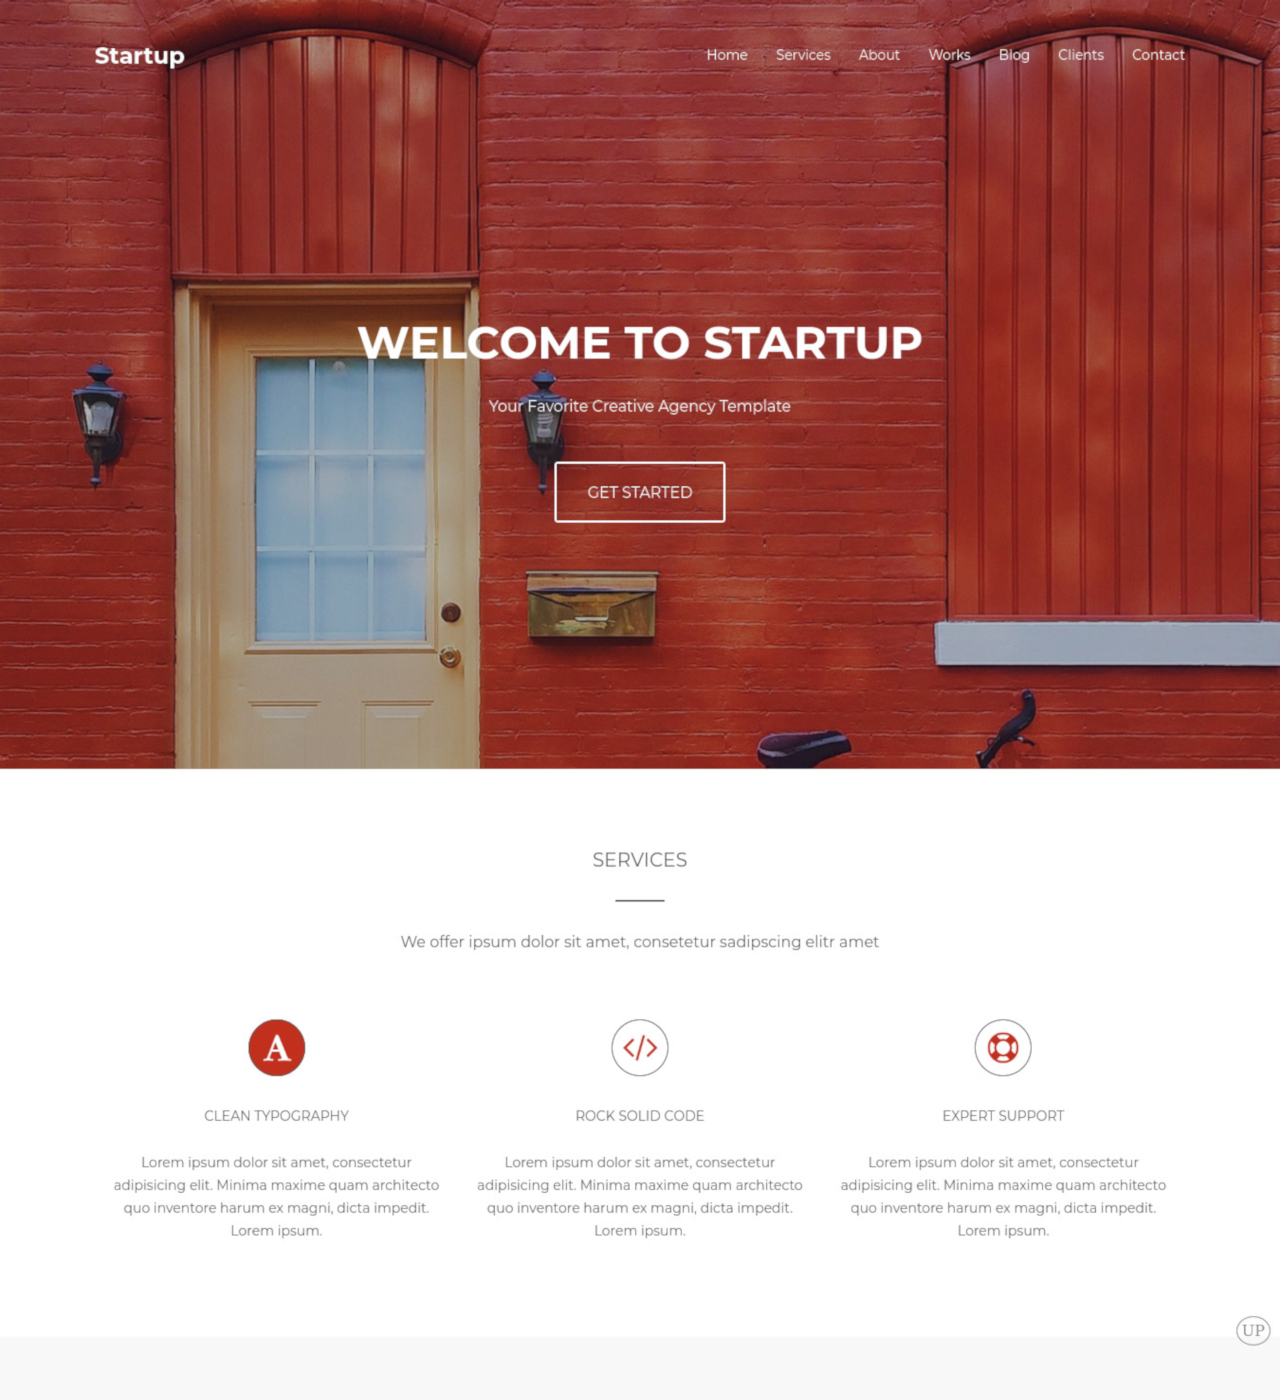 Startup
Home Services About Works Blog Clients Contact
WELCOME TO STARTUP
Your Favorite Creative Agency Template
GET STARTED
SERVICES
We offer ipsum dolor sit amet, consetetur sadipscing elitr amet
A
CLEAN TYPOGRAPHY
Lorem ipsum dolor sit amet, consectetur
adipisicing elit. Minima maxime quam architecto
quo inventore harum ex magni, dicta impedit.
Lorem ipsum.
</>
ROCK SOLID CODE
Lorem ipsum dolor sit amet, consectetur
adipisicing elit. Minima maxime quam architecto
quo inventore harum ex magni, dicta impedit.
Lorem ipsum.
EXPERT SUPPORT
Lorem ipsum dolor sit amet, consectetur
adipisicing elit. Minima maxime quam architecto
quo inventore harum ex magni, dicta impedit.
Lorem ipsum.
UP